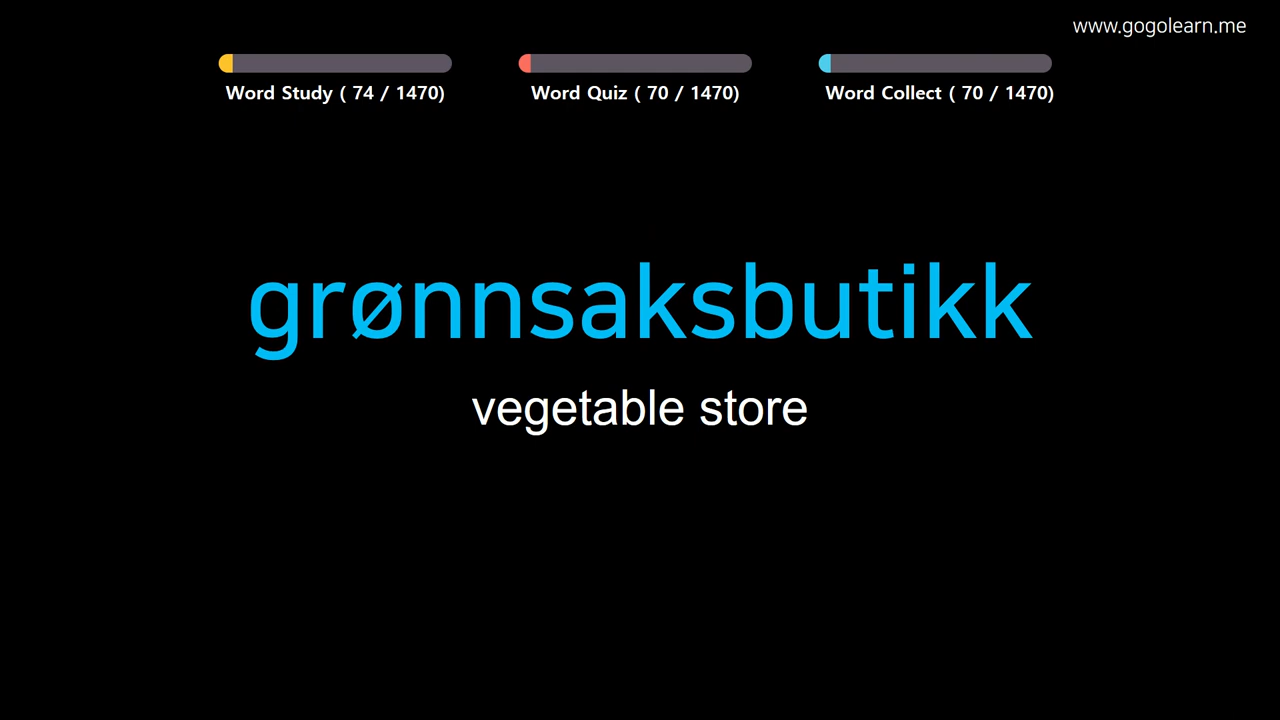 www.gogolearn.me
Word Study ( 74 / 1470)
Word Quiz ( 70 / 1470)
Word Collect ( 70 / 1470)
grønnsaksbutikk
vegetable store